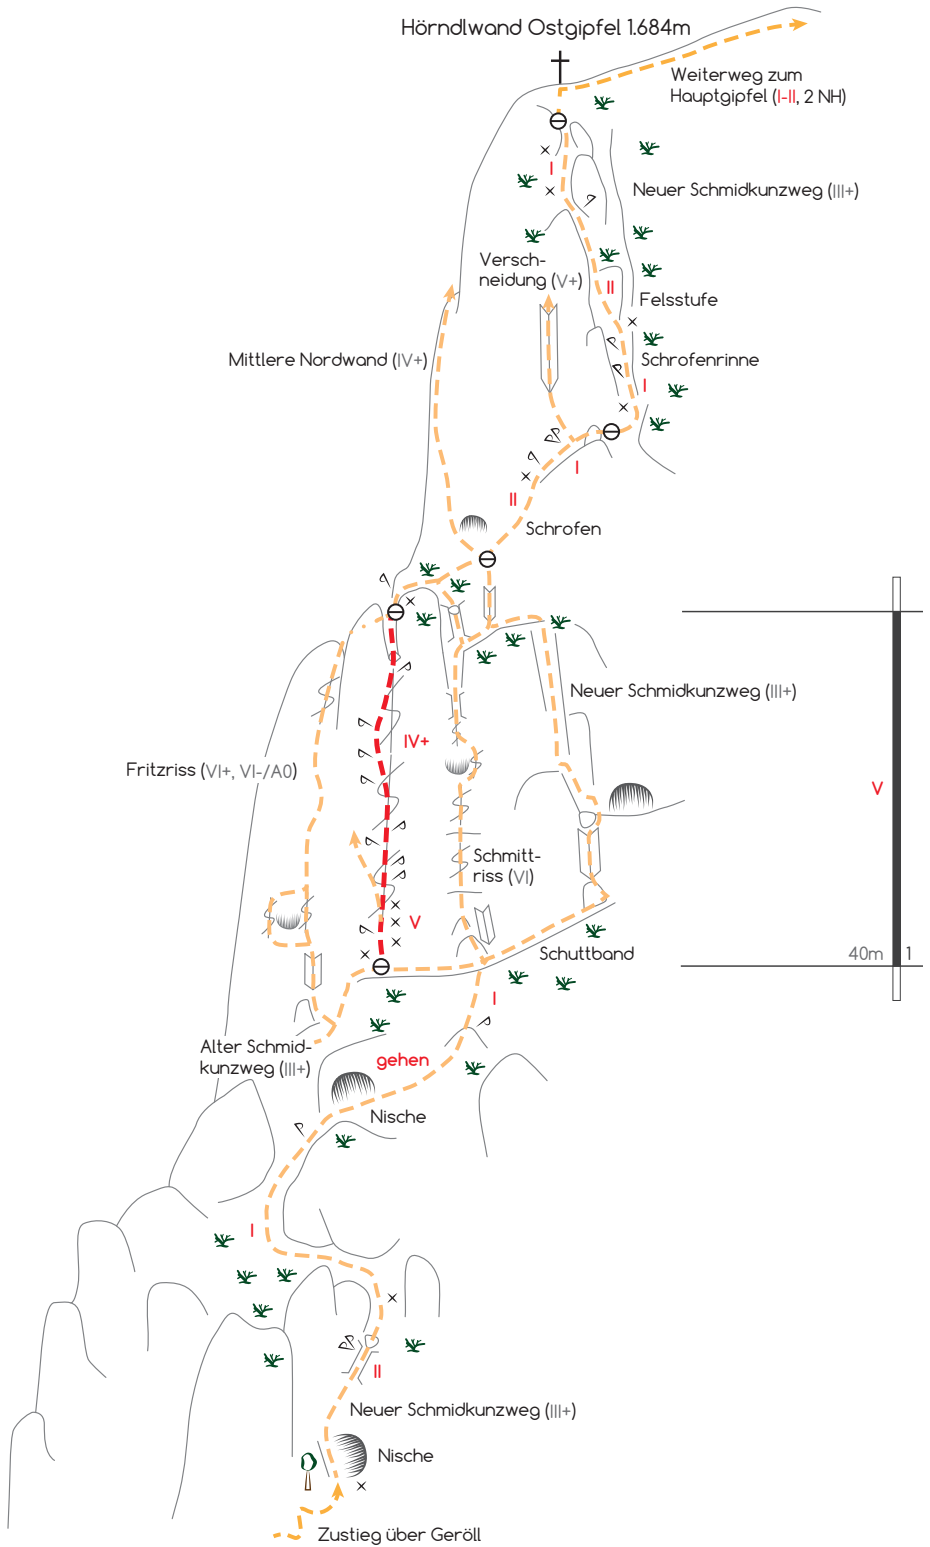 Hörndlwand Ostgipfel 1.684m
Weiterweg zum
Hauptgipfel (I-II, 2 NH)
I
Neuer Schmidkunzweg (III+)
Versch-
neidung (V+)
II
Felsstufe
Mittlere Nordwand (IV+)
Schrofenrinne
I
I
II
Schrofen
Neuer Schmidkunzweg (III+)
IV+
Fritzriss (VI+, VI-/A0)
V
Schmitt-
riss (VI)
V
Schuttband
40m
1
I
Alter Schmid-
kunzweg (III+)
gehen
Nische
I
II
Neuer Schmidkunzweg (III+)
Nische
Zustieg über Geröll